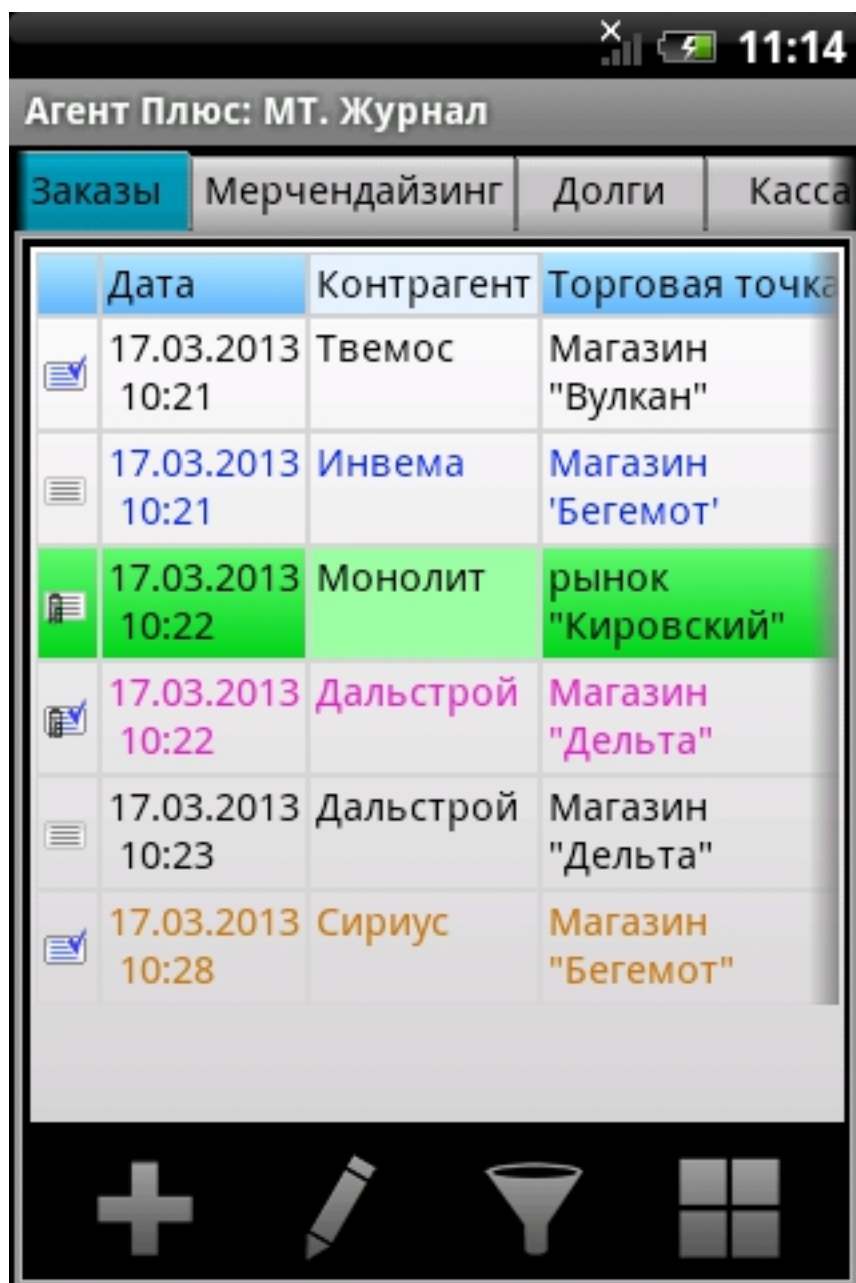 11:14
Агент Плюс: МТ. Журнал
Заказы Мерчендайзинг Долги Касса
Дата Контрагент Торговая точка
17.03.2013 Твемос Магазин
10:21 "Вулкан"
17.03.2013 Инвема Магазин
10:21 'Бегемот'
17.03.2013 Монолит рынок
10:22 "Кировский"
17.03.2013 Дальстрой Магазин
10:22 "Дельта"
17.03.2013 Дальстрой Магазин
10:23 "Дельта"
17.03.2013 Сириус Магазин
10:28 "Бегемот"